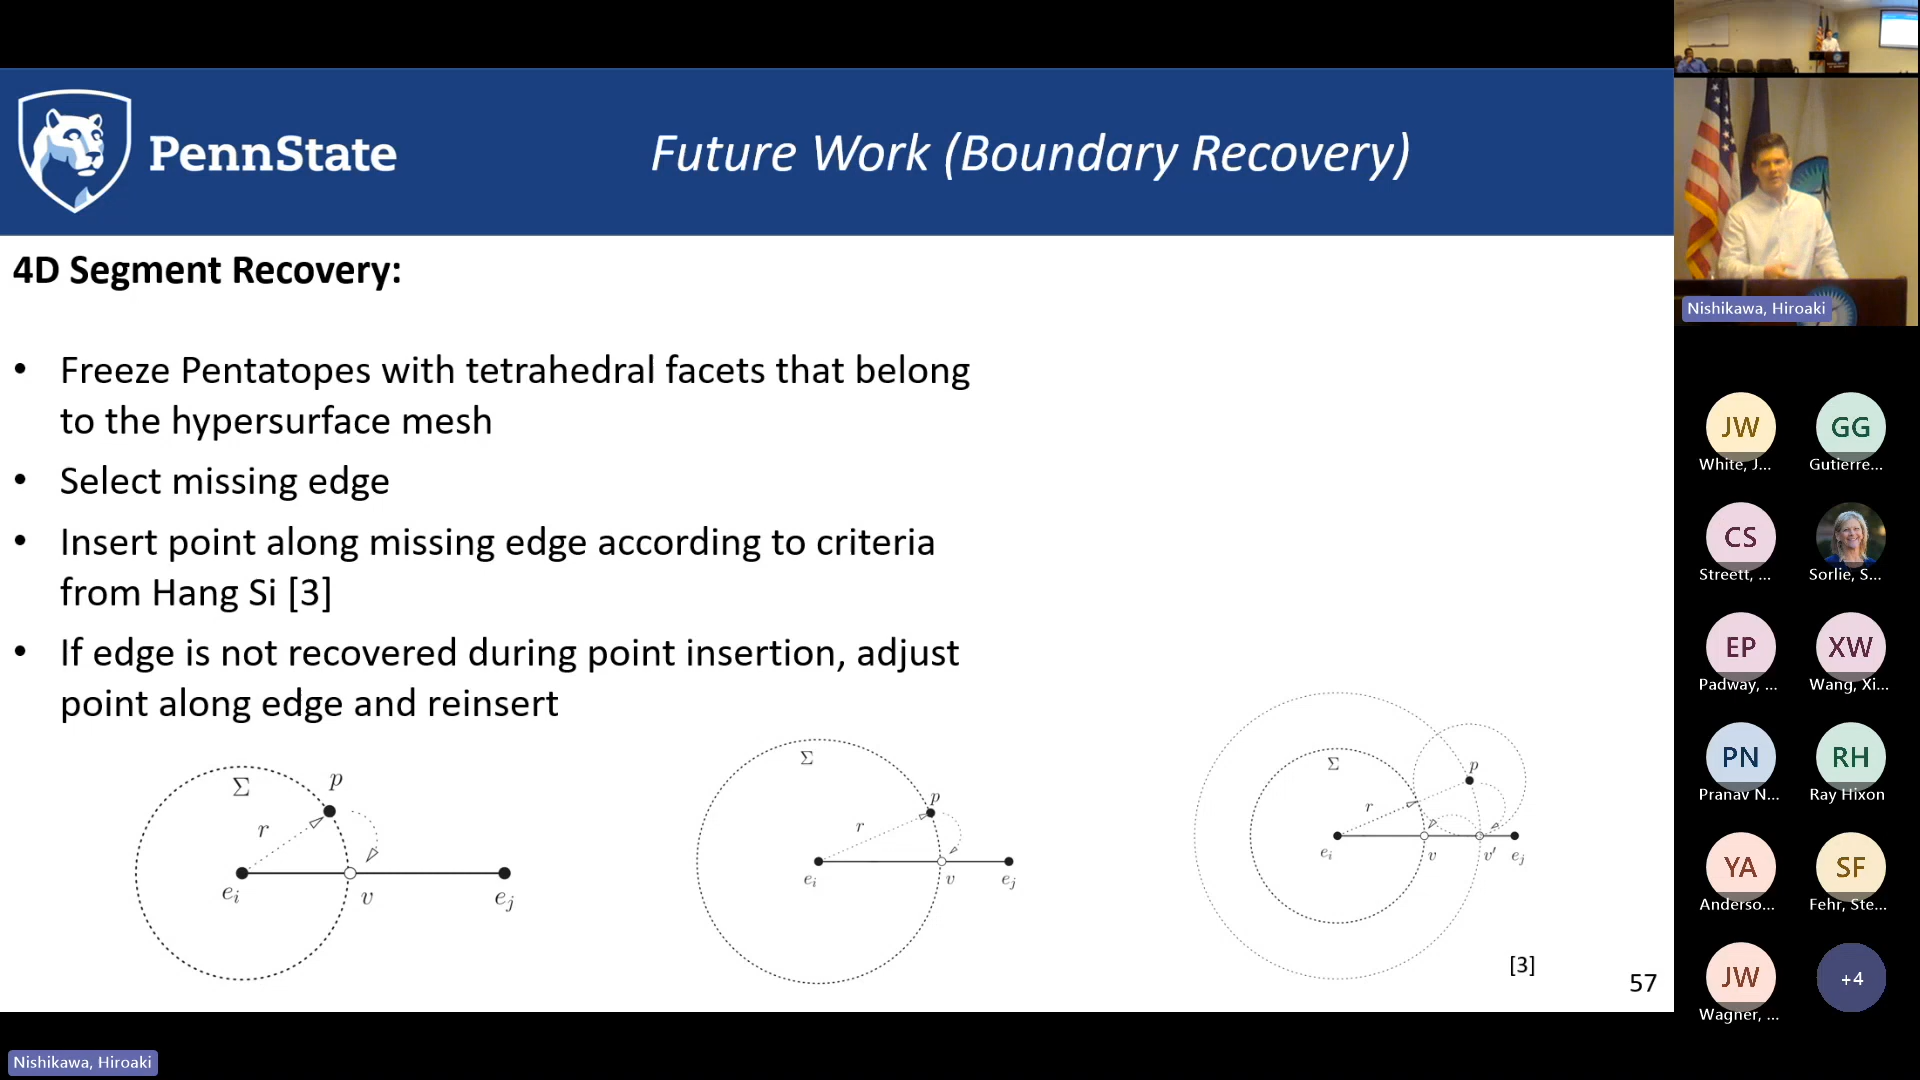 PennState
Future Work (Boundary Recovery)
4D Segment Recovery:
• Freeze Pentatopes with tetrahedral facets that belong
to the hypersurface mesh
• Select missing edge
• Insert point along missing edge according to criteria
from Hang Si [3]
• If edge is not recovered during point insertion, adjust
point along edge and reinsert
Σ
p
r
e_i
v
e_j
Σ
p
r
e_i
v
e_j
Σ
p
r
e_i
v
v'
e_j
[3]
57
Nishikawa, Hiroaki
JW
White, J...
GG
Gutierre...
CS
Streett, ...
Sorlie, S...
EP
Padway, ...
XW
Wang, Xi...
PN
Pranav N...
RH
Ray Hixon
YA
Anderso...
SF
Fehr, Ste...
JW
Wagner, ...
+4
Nishikawa, Hiroaki